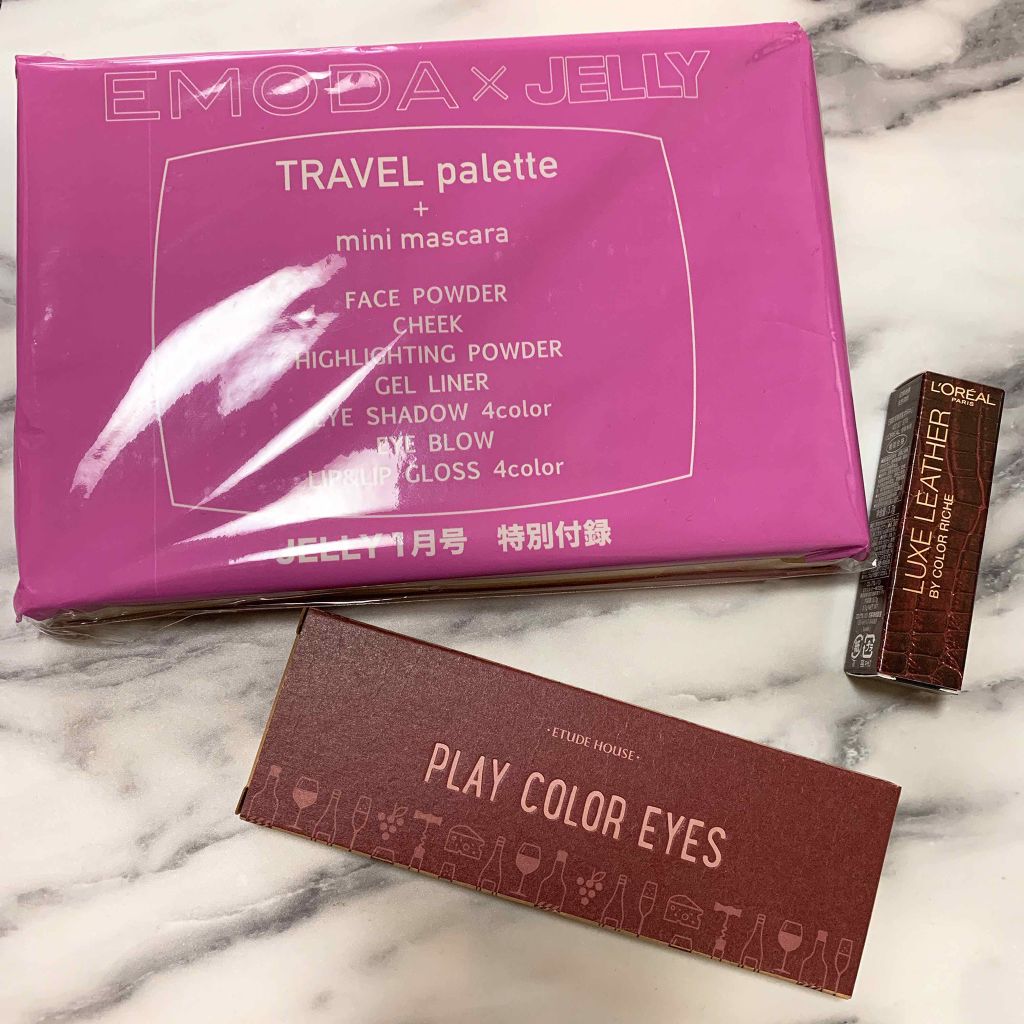 EMODA × JELLY
TRAVEL palette
+
mini mascara
FACE POWDER
CHEEK
HIGHLIGHTING POWDER
GEL LINER
EYE SHADOW 4color
EYE BLOW
LIP&LIP GLOSS 4color
JELLY 1月号 特別付録
L'ORÉAL
PARIS
LUXE LEATHER
BY COLOR RICHE
·ETUDE HOUSE·
PLAY COLOR EYES